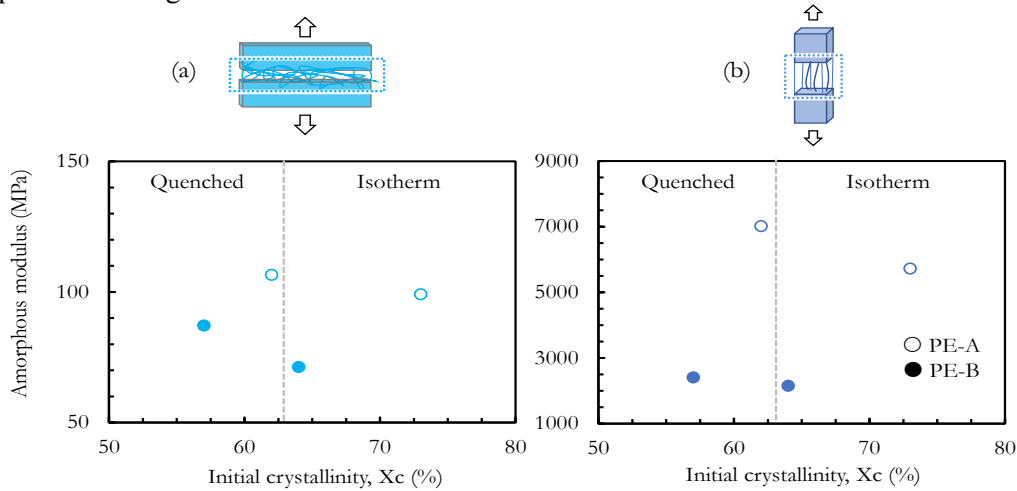 (a)
(b)
150
100
50
Amorphous modulus (MPa)
Quenched
Isotherm
50
60
70
80
Initial crystallinity, Xc (%)
9000
7000
5000
3000
1000
Quenched
Isotherm
PE-A
PE-B
50
60
70
80
Initial crystallinity, Xc (%)